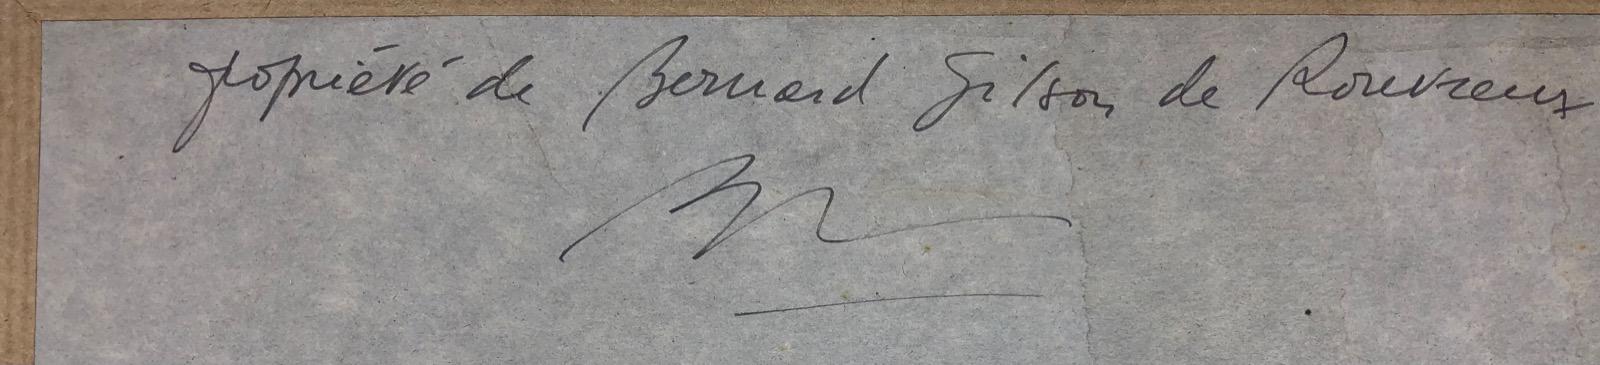 propriété de Bernard Gilson de Rouvreux